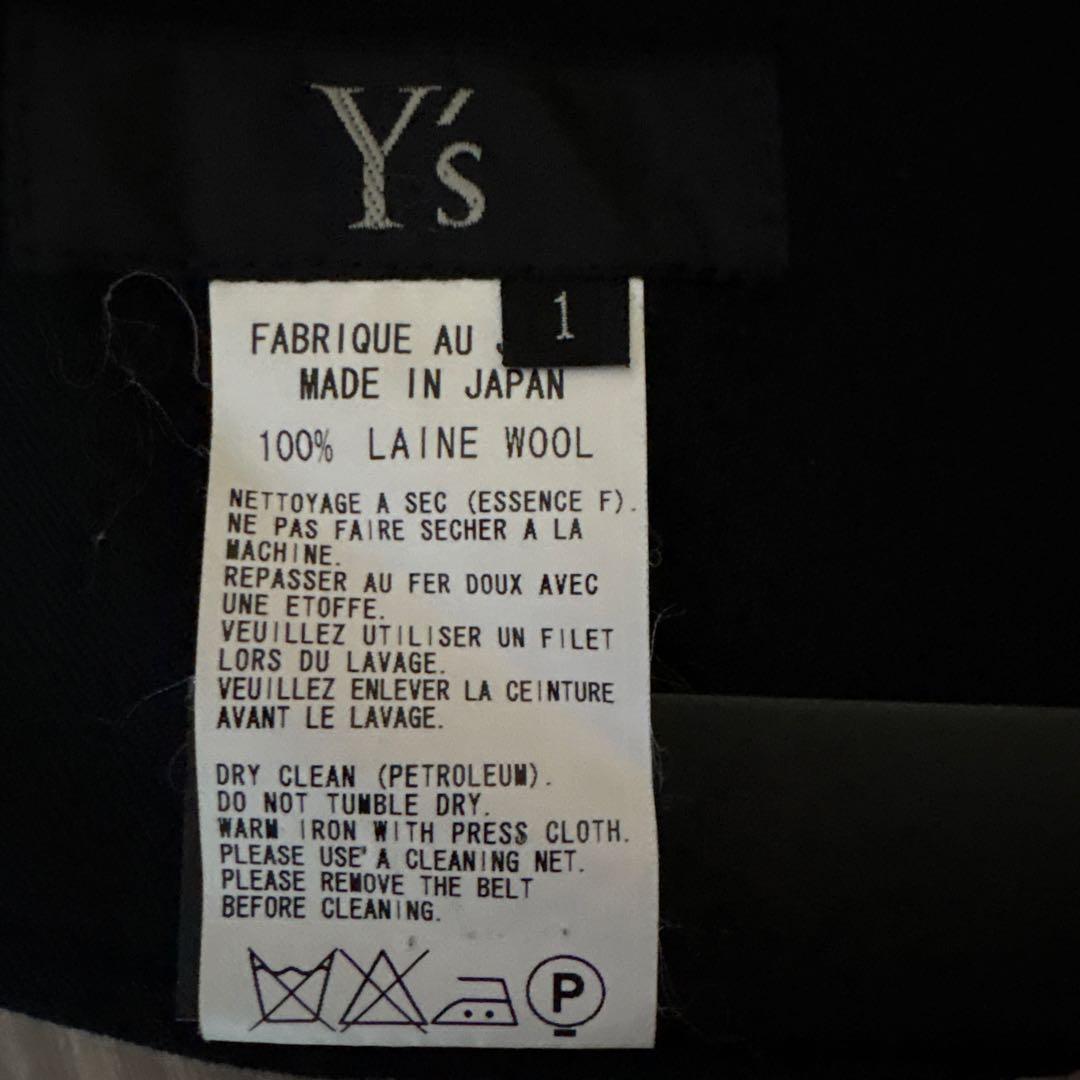 Y's
1
FABRIQUE AU
MADE IN JAPAN
100% LAINE WOOL
NETTOYAGE A SEC (ESSENCE F).
NE PAS FAIRE SECHER A LA
MACHINE.
REPASSER AU FER DOUX AVEC
UNE ETOFFE.
VEUILLEZ UTILISER UN FILET
LORS DU LAVAGE.
VEUILLEZ ENLEVER LA CEINTURE
AVANT LE LAVAGE.
DRY CLEAN (PETROLEUM).
DO NOT TUMBLE DRY.
WARM IRON WITH PRESS CLOTH.
PLEASE USE A CLEANING NET.
PLEASE REMOVE THE BELT
BEFORE CLEANING.
P